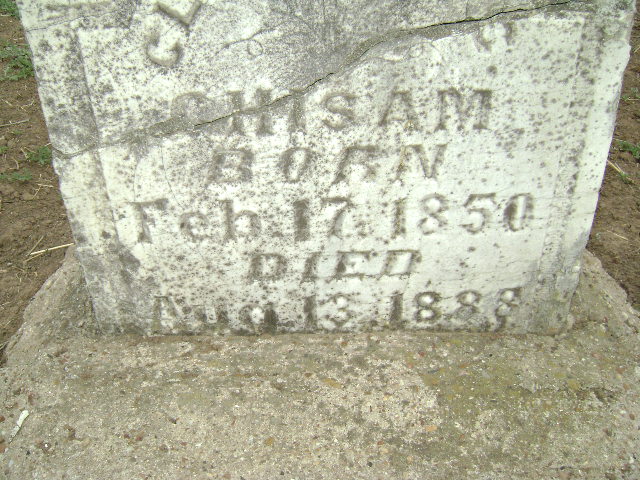 CHISAM
BORN
Feb. 17, 1850
DIED
Aug. 13, 1888